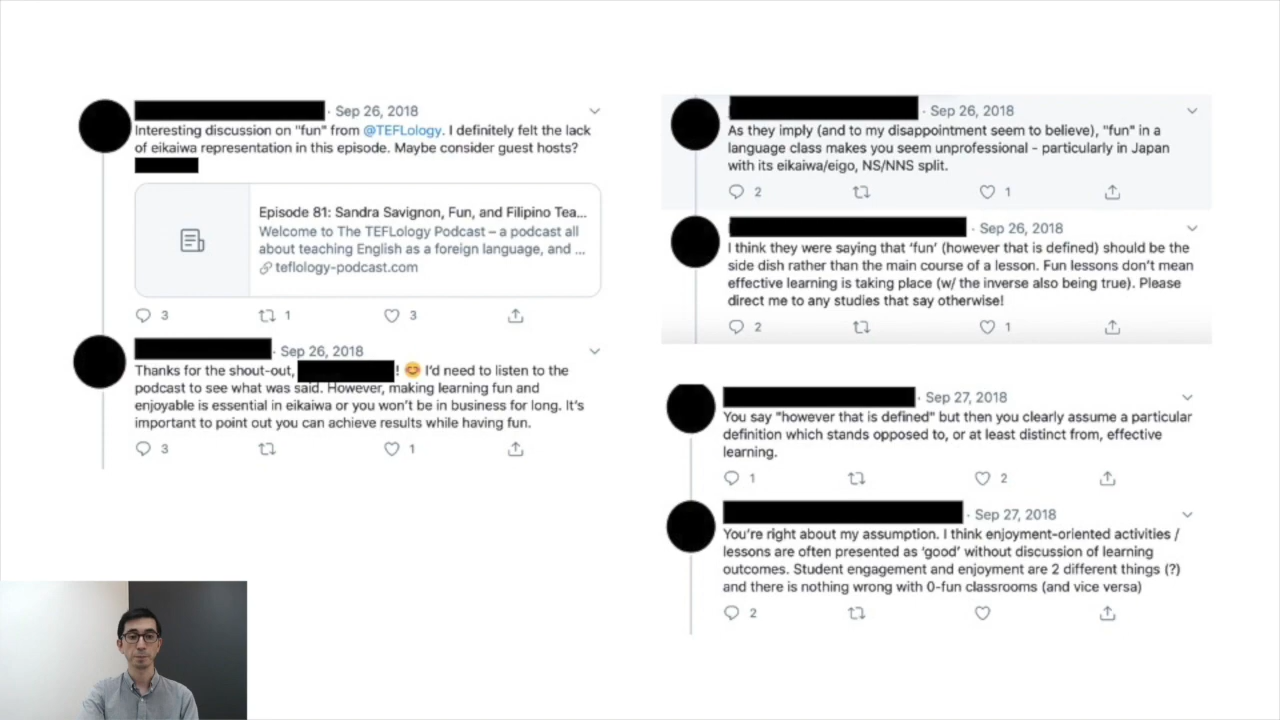 · Sep 26, 2018
Interesting discussion on "fun" from @TEFLology. I definitely felt the lack
of eikaiwa representation in this episode. Maybe consider guest hosts?
Episode 81: Sandra Savignon, Fun, and Filipino Tea...
Welcome to The TEFLology Podcast – a podcast all
about teaching English as a foreign language, and ...
teflology-podcast.com
3 1 3
· Sep 26, 2018
Thanks for the shout-out, ! 😊 I'd need to listen to the
podcast to see what was said. However, making learning fun and
enjoyable is essential in eikaiwa or you won't be in business for long. It's
important to point out you can achieve results while having fun.
3 1
· Sep 26, 2018
As they imply (and to my disappointment seem to believe), "fun" in a
language class makes you seem unprofessional - particularly in Japan
with its eikaiwa/eigo, NS/NNS split.
2 1
· Sep 26, 2018
I think they were saying that 'fun' (however that is defined) should be the
side dish rather than the main course of a lesson. Fun lessons don't mean
effective learning is taking place (w/ the inverse also being true). Please
direct me to any studies that say otherwise!
2 1
· Sep 27, 2018
You say "however that is defined" but then you clearly assume a particular
definition which stands opposed to, or at least distinct from, effective
learning.
1 2
· Sep 27, 2018
You're right about my assumption. I think enjoyment-oriented activities /
lessons are often presented as 'good' without discussion of learning
outcomes. Student engagement and enjoyment are 2 different things (?)
and there is nothing wrong with 0-fun classrooms (and vice versa)
2